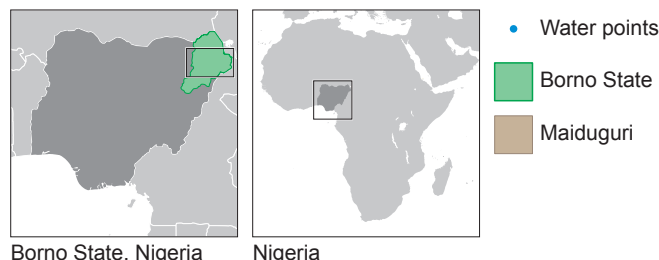 Water points
Borno State
Maiduguri
Borno State, Nigeria
Nigeria